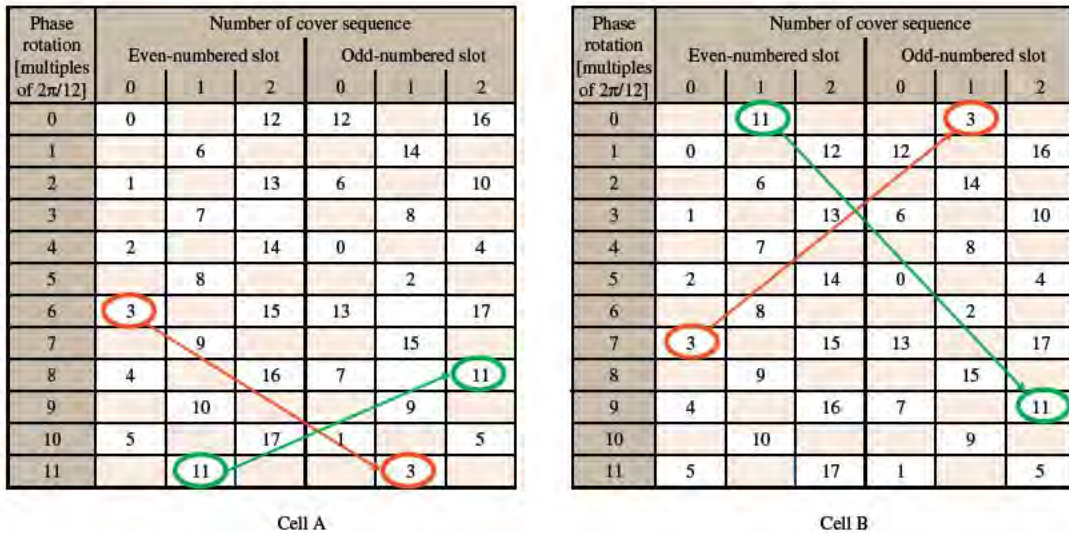 Phase Number of cover sequence
rotation
[multiples Even-numbered slot Odd-numbered slot
of 2π/12] 0 1 2 0 1 2
0 0 12 12 16
1 6 14
2 1 13 6 10
3 7 8
4 2 14 0 4
5 8 2
6 3 15 13 17
7 9 15
8 4 16 7 11
9 10 9
10 5 17 1 5
11 11 3
Cell A
Phase Number of cover sequence
rotation
[multiples Even-numbered slot Odd-numbered slot
of 2π/12] 0 1 2 0 1 2
0 11 3
1 0 12 12 16
2 6 14
3 1 13 6 10
4 7 8
5 2 14 0 4
6 8 2
7 3 15 13 17
8 9 15
9 4 16 7 11
10 10 9
11 5 17 1 5
Cell B